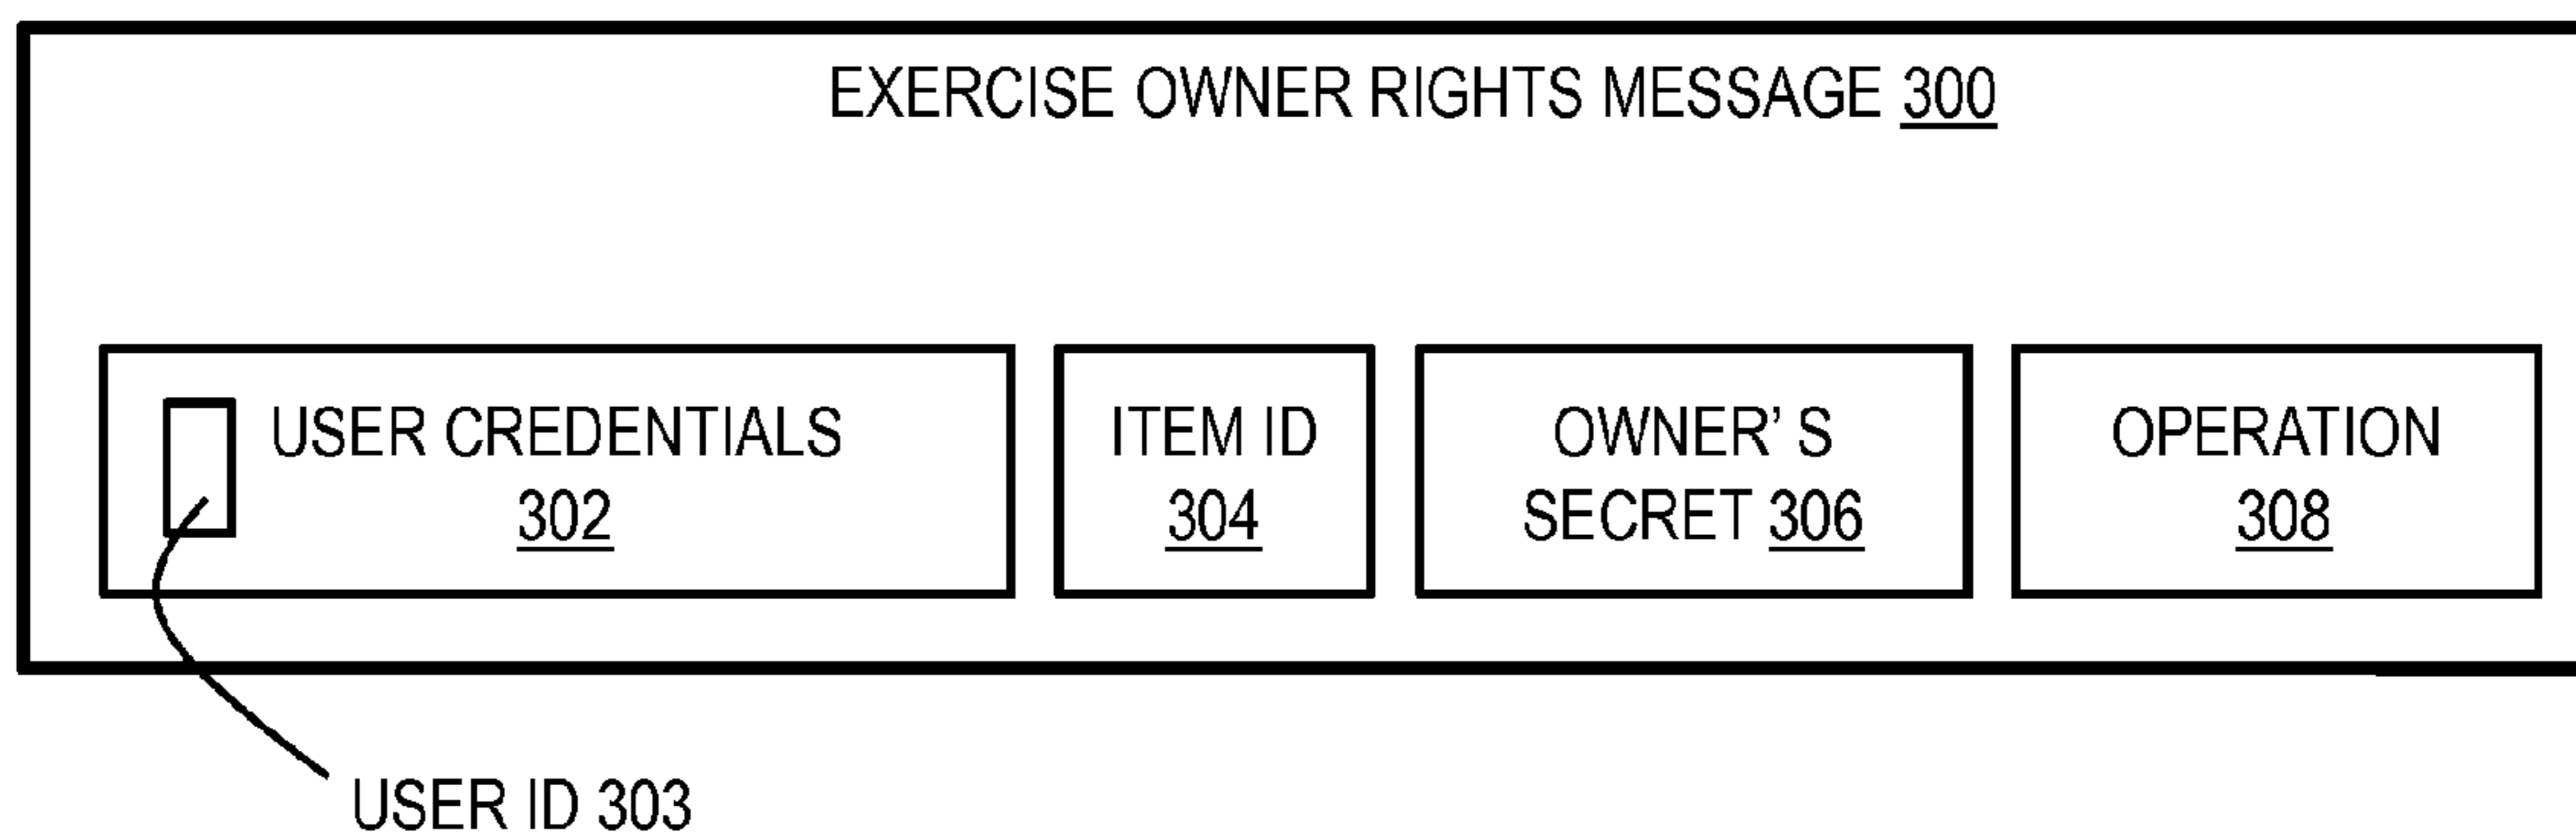 EXERCISE OWNER RIGHTS MESSAGE 300
USER CREDENTIALS
302
ITEM ID
304
OWNER' S
SECRET 306
OPERATION
308
USER ID 303